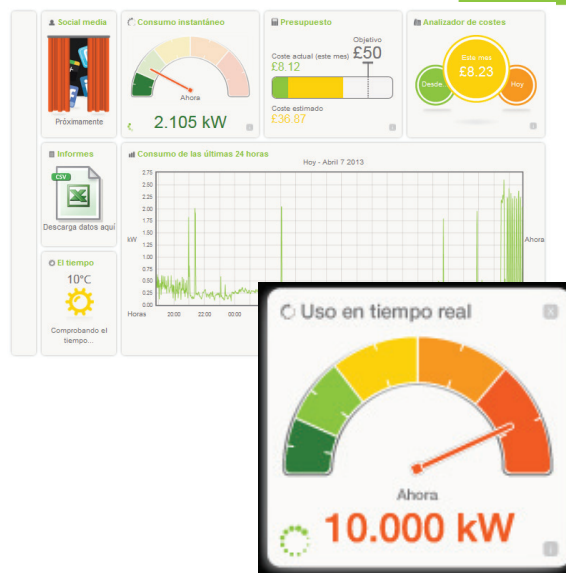 Social media
Próximamente
Consumo instantáneo
Ahora
2.105 kW
Presupuesto
Objetivo
Coste actual (este mes) £50
£8.12
Coste estimado
£36.87
Analizador de costes
Este mes
£8.23
Desde
Hoy
Informes
CSV
Descarga datos aquí
El tiempo
10°C
Comprobando el
tiempo...
Consumo de las últimas 24 horas
Hoy - Abril 7 2013
2.75
2.50
2.25
2.00
1.75
1.50
kW
1.25
1.00
0.75
0.50
0.25
0.00
Ahora
Horas 20:00 22:00 00:00
Uso en tiempo real
Ahora
10.000 kW